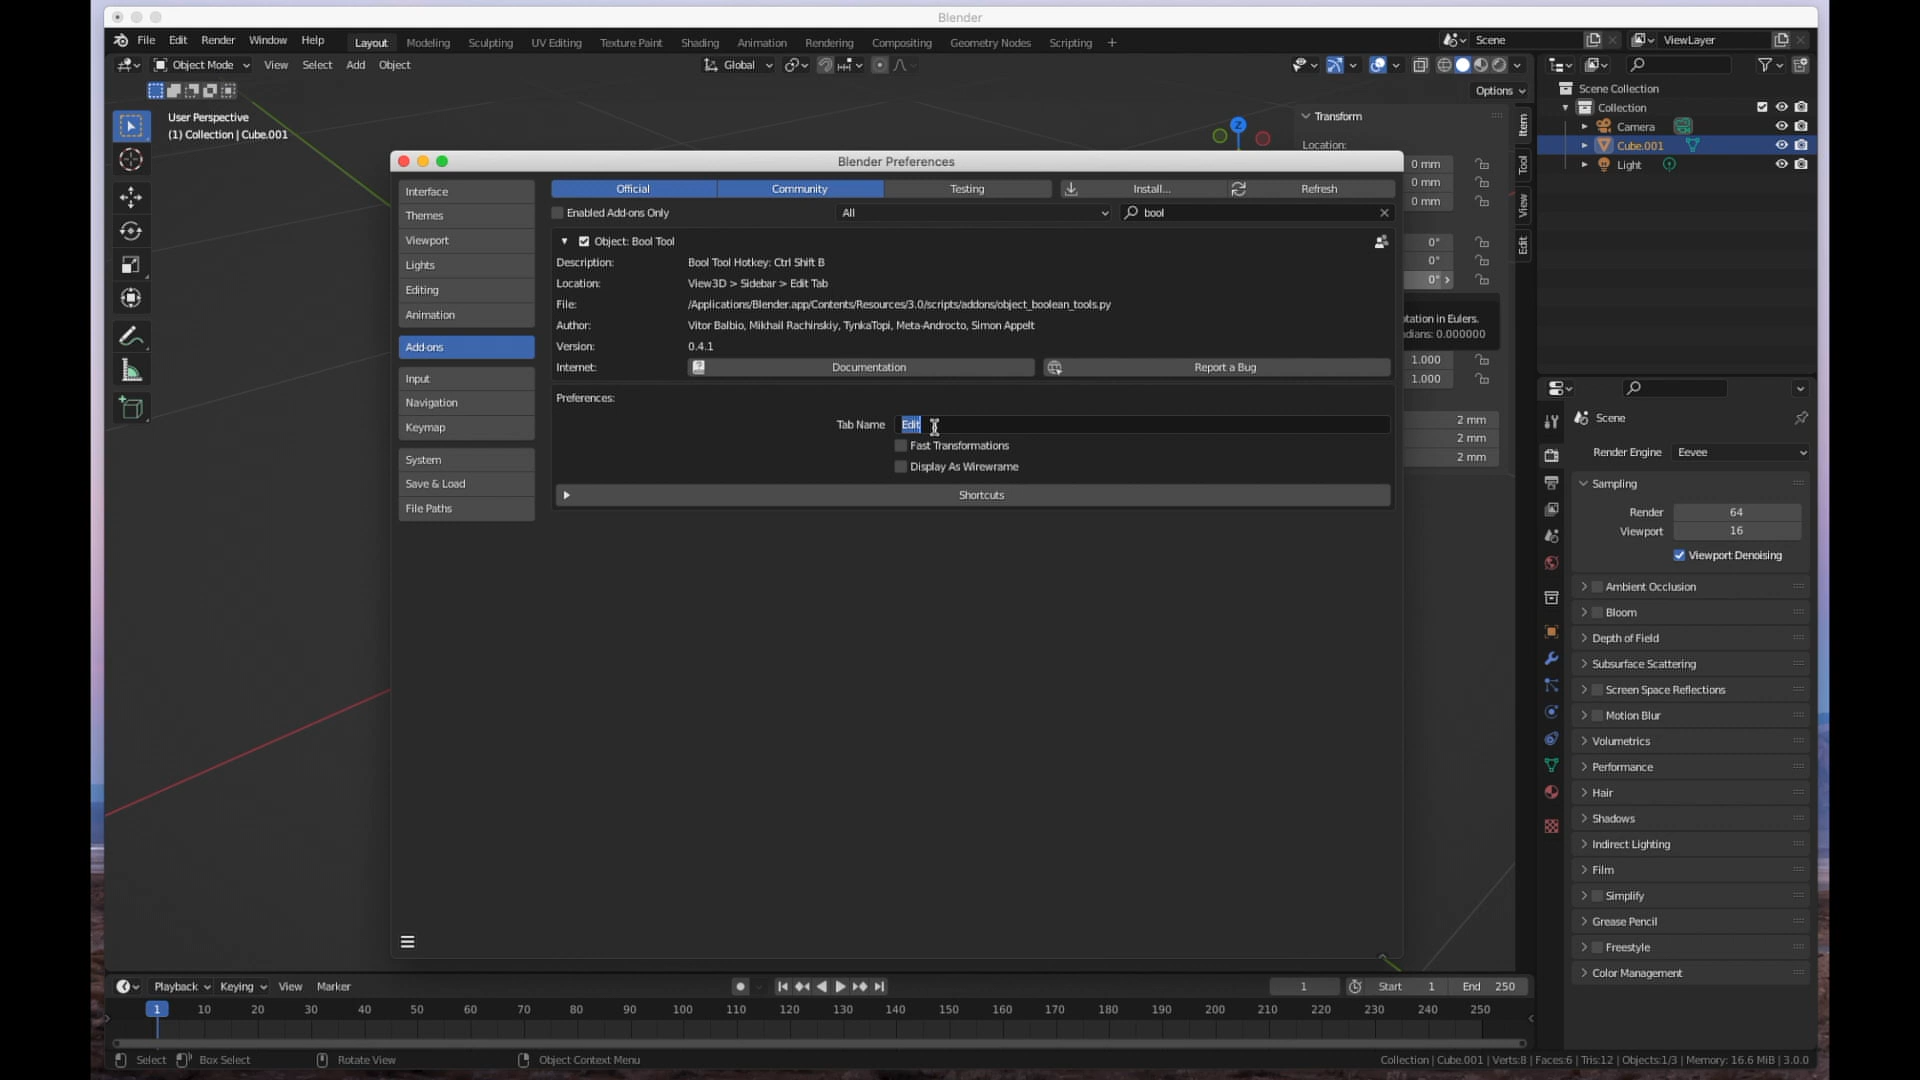 Blender
File Edit Render Window Help Layout Modeling Sculpting UV Editing Texture Paint Shading Animation Rendering Compositing Geometry Nodes Scripting + Scene ViewLayer
Object Mode View Select Add Object Global
Options
User Perspective
(1) Collection | Cube.001
Z
Transform
Location:
0 mm
0 mm
0 mm
0°
0°
0°
tation in Eulers.
dians: 0.000000
1.000
1.000
2 mm
2 mm
2 mm
Item
Tool
View
Edit
Scene Collection
Collection
Camera
Cube.001
Light
Blender Preferences
Interface
Themes
Viewport
Lights
Editing
Animation
Add-ons
Input
Navigation
Keymap
System
Save & Load
File Paths
Official Community Testing Install... Refresh
Enabled Add-ons Only All bool
Object: Bool Tool
Description: Bool Tool Hotkey: Ctrl Shift B
Location: View3D > Sidebar > Edit Tab
File: /Applications/Blender.app/Contents/Resources/3.0/scripts/addons/object_boolean_tools.py
Author: Vitor Balbio, Mikhail Rachinskiy, TynkaTopi, Meta-Androcto, Simon Appelt
Version: 0.4.1
Internet: Documentation Report a Bug
Preferences:
Tab Name Edit
Fast Transformations
Display As Wirewrame
Shortcuts
Scene
Render Engine Eevee
Sampling
Render 64
Viewport 16
Viewport Denoising
Ambient Occlusion
Bloom
Depth of Field
Subsurface Scattering
Screen Space Reflections
Motion Blur
Volumetrics
Performance
Hair
Shadows
Indirect Lighting
Film
Simplify
Grease Pencil
Freestyle
Color Management
Playback Keying View Marker 1 Start 1 End 250
1 10 20 30 40 50 60 70 80 90 100 110 120 130 140 150 160 170 180 190 200 210 220 230 240 250
Select Box Select Rotate View Object Context Menu Collection | Cube.001 | Verts:8 | Faces:6 | Tris:12 | Objects:1/3 | Memory: 16.6 MiB | 3.0.0